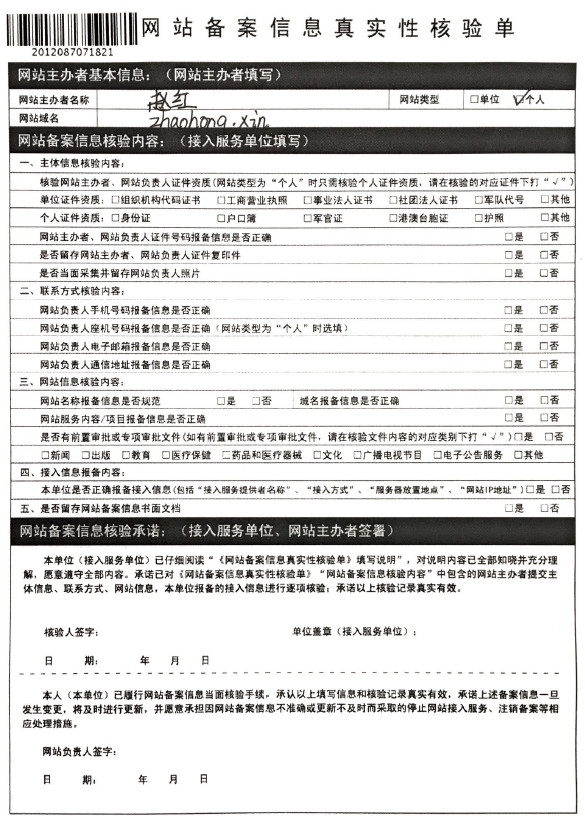 网站备案信息真实性核验单
2012087071821
网站主办者基本信息：（网站主办者填写）
网站主办者名称 赵红 网站类型 □单位 ☑个人
网站域名 zhaohong.xin
网站备案信息核验内容：（接入服务单位填写）
一、主体信息核验内容：
核验网站主办者、网站负责人证件资质(网站类型为“个人”时只需核验个人证件资质，请在核验的对应证件下打“√”)
单位证件资质：□组织机构代码证书 □工商营业执照 □事业法人证书 □社团法人证书 □军队代号 □其他
个人证件资质：□身份证 □户口簿 □军官证 □港澳台胞证 □护照 □其他
网站主办者、网站负责人证件号码报备信息是否正确 □是 □否
是否留存网站主办者、网站负责人证件复印件 □是 □否
是否当面采集并留存网站负责人照片 □是 □否
二、联系方式核验内容：
网站负责人手机号码报备信息是否正确 □是 □否
网站负责人座机号码报备信息是否正确（网站类型为“个人”时选填） □是 □否
网站负责人电子邮箱报备信息是否正确 □是 □否
网站负责人通信地址报备信息是否正确 □是 □否
三、网站信息核验内容：
网站名称报备信息是否规范 □是 □否 域名报备信息是否正确 □是 □否
网站服务内容/项目报备信息是否正确 □是 □否
是否有前置审批或专项审批文件(如有前置审批或专项审批文件，请在核验文件内容的对应类别下打“√”)□是 □否
□新闻 □出版 □教育 □医疗保健 □药品和医疗器械 □文化 □广播电视节目 □电子公告服务 □其他
四、接入信息报备内容：
本单位是否正确报备接入信息(包括“接入服务提供者名称”、“接入方式”、“服务器放置地点”，“网站IP地址”)□是 □否
五、是否留存网站备案信息书面文档 □是 □否
网站备案信息核验承诺：（接入服务单位、网站主办者签署）
本单位（接入服务单位）已仔细阅读“《网站备案信息真实性核验单》填写说明”，对说明内容已全部知晓并充分理
解，愿意遵守全部内容。承诺已对《网站备案信息真实性核验单》“网站备案信息核验内容”中包含的网站主办者提交主
体信息、联系方式、网站信息，本单位报备的接入信息进行逐项核验；承诺以上核验记录真实有效。
核验人签字： 单位盖章（接入服务单位）；
日 期： 年 月 日
本人（本单位）已履行网站备案信息当面核验手续。承认以上填写信息和核验记录真实有效，承诺上述备案信息一旦
发生变更，将及时进行更新，并愿意承担因网站备案信息不准确或更新不及时而采取的停止网站接入服务、注销备案等相
应处理措施。
网站负责人签字：
日 期： 年 月 日